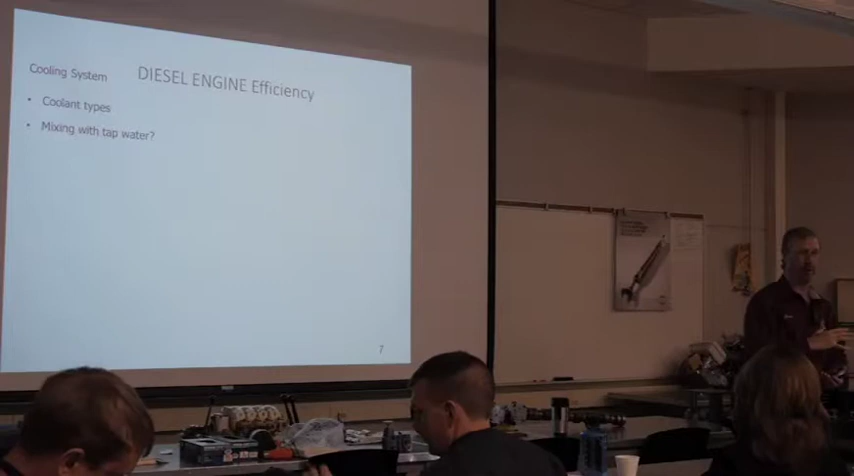 DIESEL ENGINE Efficiency
Cooling System
• Coolant types
• Mixing with tap water?
7